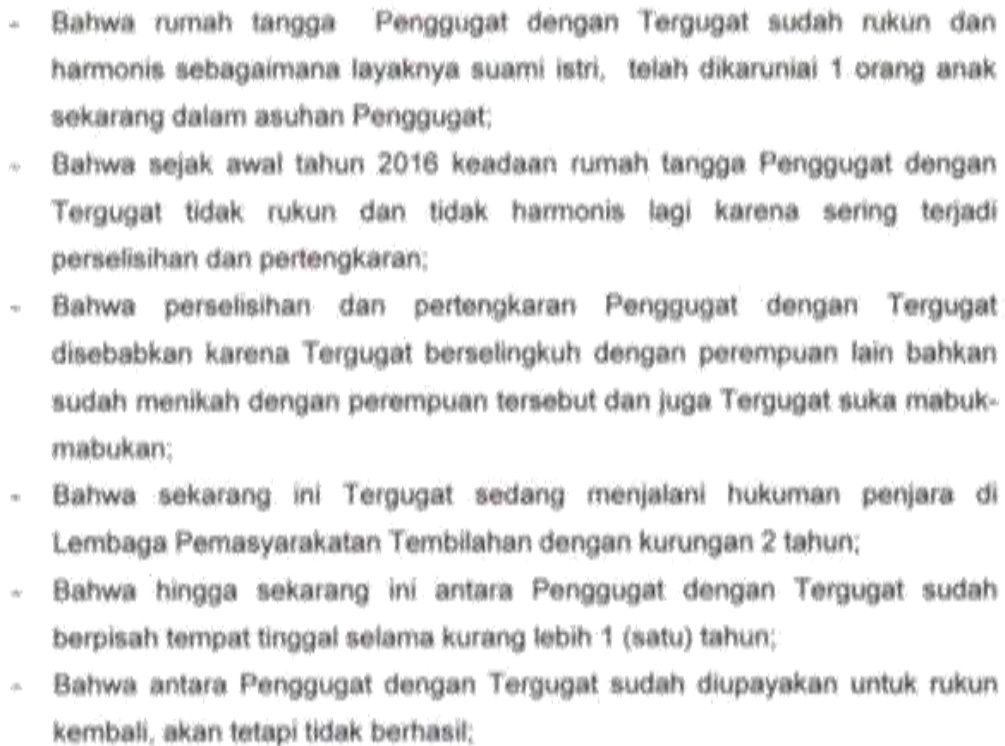 - Bahwa rumah tangga Penggugat dengan Tergugat sudah rukun dan
harmonis sebagaimana layaknya suami istri, telah dikaruniai 1 orang anak
sekarang dalam asuhan Penggugat;
- Bahwa sejak awal tahun 2016 keadaan rumah tangga Penggugat dengan
Tergugat tidak rukun dan tidak harmonis lagi karena sering terjadi
perselisihan dan pertengkaran;
- Bahwa perselisihan dan pertengkaran Penggugat dengan Tergugat
disebabkan karena Tergugat berselingkuh dengan perempuan lain bahkan
sudah menikah dengan perempuan tersebut dan juga Tergugat suka mabuk-
mabukan;
- Bahwa sekarang ini Tergugat sedang menjalani hukuman penjara di
Lembaga Pemasyarakatan Tembilahan dengan kurungan 2 tahun;
- Bahwa hingga sekarang ini antara Penggugat dengan Tergugat sudah
berpisah tempat tinggal selama kurang lebih 1 (satu) tahun;
- Bahwa antara Penggugat dengan Tergugat sudah diupayakan untuk rukun
kembali, akan tetapi tidak berhasil;